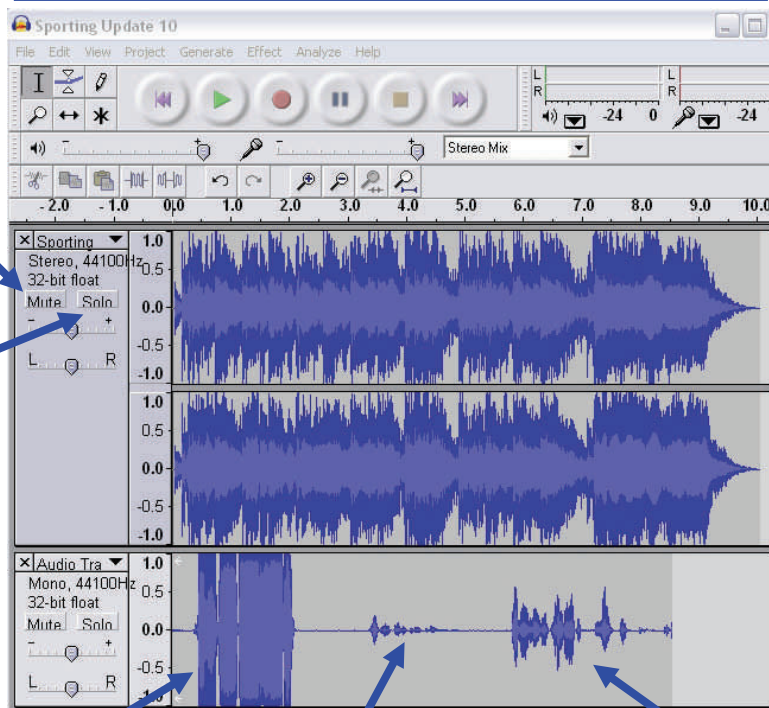 Sporting Update 10
File Edit View Project Generate Effect Analyze Help
L
R
-24 0
L
R
-24
Stereo Mix
-2.0 -1.0 0.0 1.0 2.0 3.0 4.0 5.0 6.0 7.0 8.0 9.0 10.0
Sporting
Stereo, 44100Hz
32-bit float
Mute Solo
- +
L R
1.0
0.5
0.0
-0.5
-1.0
1.0
0.5
0.0
-0.5
-1.0
Audio Tra
Mono, 44100Hz
32-bit float
Mute Solo
- +
L R
1.0
0.5
0.0
-0.5
-1.0